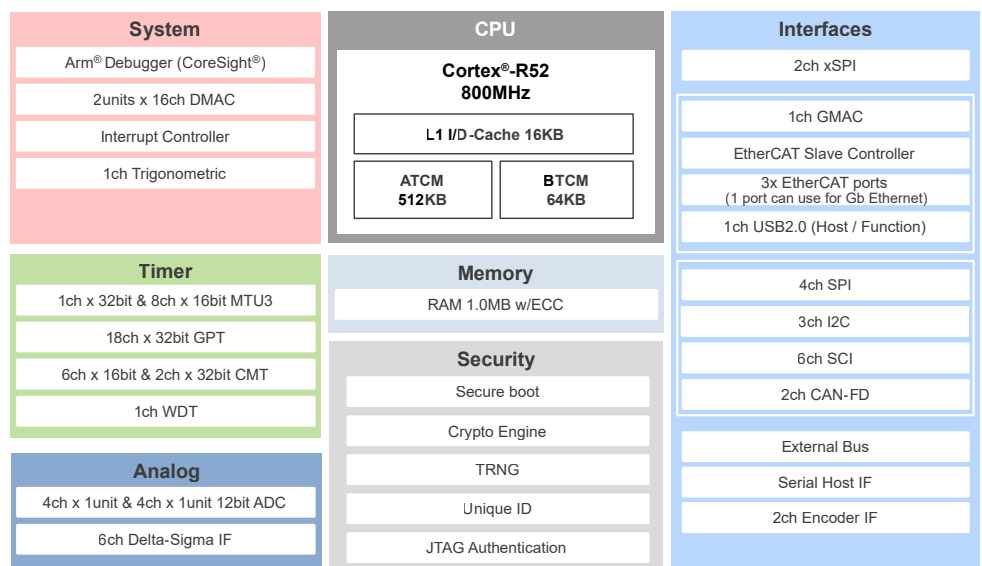 System
Arm® Debugger (CoreSight®)
2units x 16ch DMAC
Interrupt Controller
1ch Trigonometric
Timer
1ch x 32bit & 8ch x 16bit MTU3
18ch x 32bit GPT
6ch x 16bit & 2ch x 32bit CMT
1ch WDT
Analog
4ch x 1unit & 4ch x 1unit 12bit ADC
6ch Delta-Sigma IF
CPU
Cortex®-R52
800MHz
L1 I/D-Cache 16KB
ATCM
512KB
BTCM
64KB
Memory
RAM 1.0MB w/ECC
Security
Secure boot
Crypto Engine
TRNG
Unique ID
JTAG Authentication
Interfaces
2ch xSPI
1ch GMAC
EtherCAT Slave Controller
3x EtherCAT ports
(1 port can use for Gb Ethernet)
1ch USB2.0 (Host / Function)
4ch SPI
3ch I2C
6ch SCI
2ch CAN-FD
External Bus
Serial Host IF
2ch Encoder IF